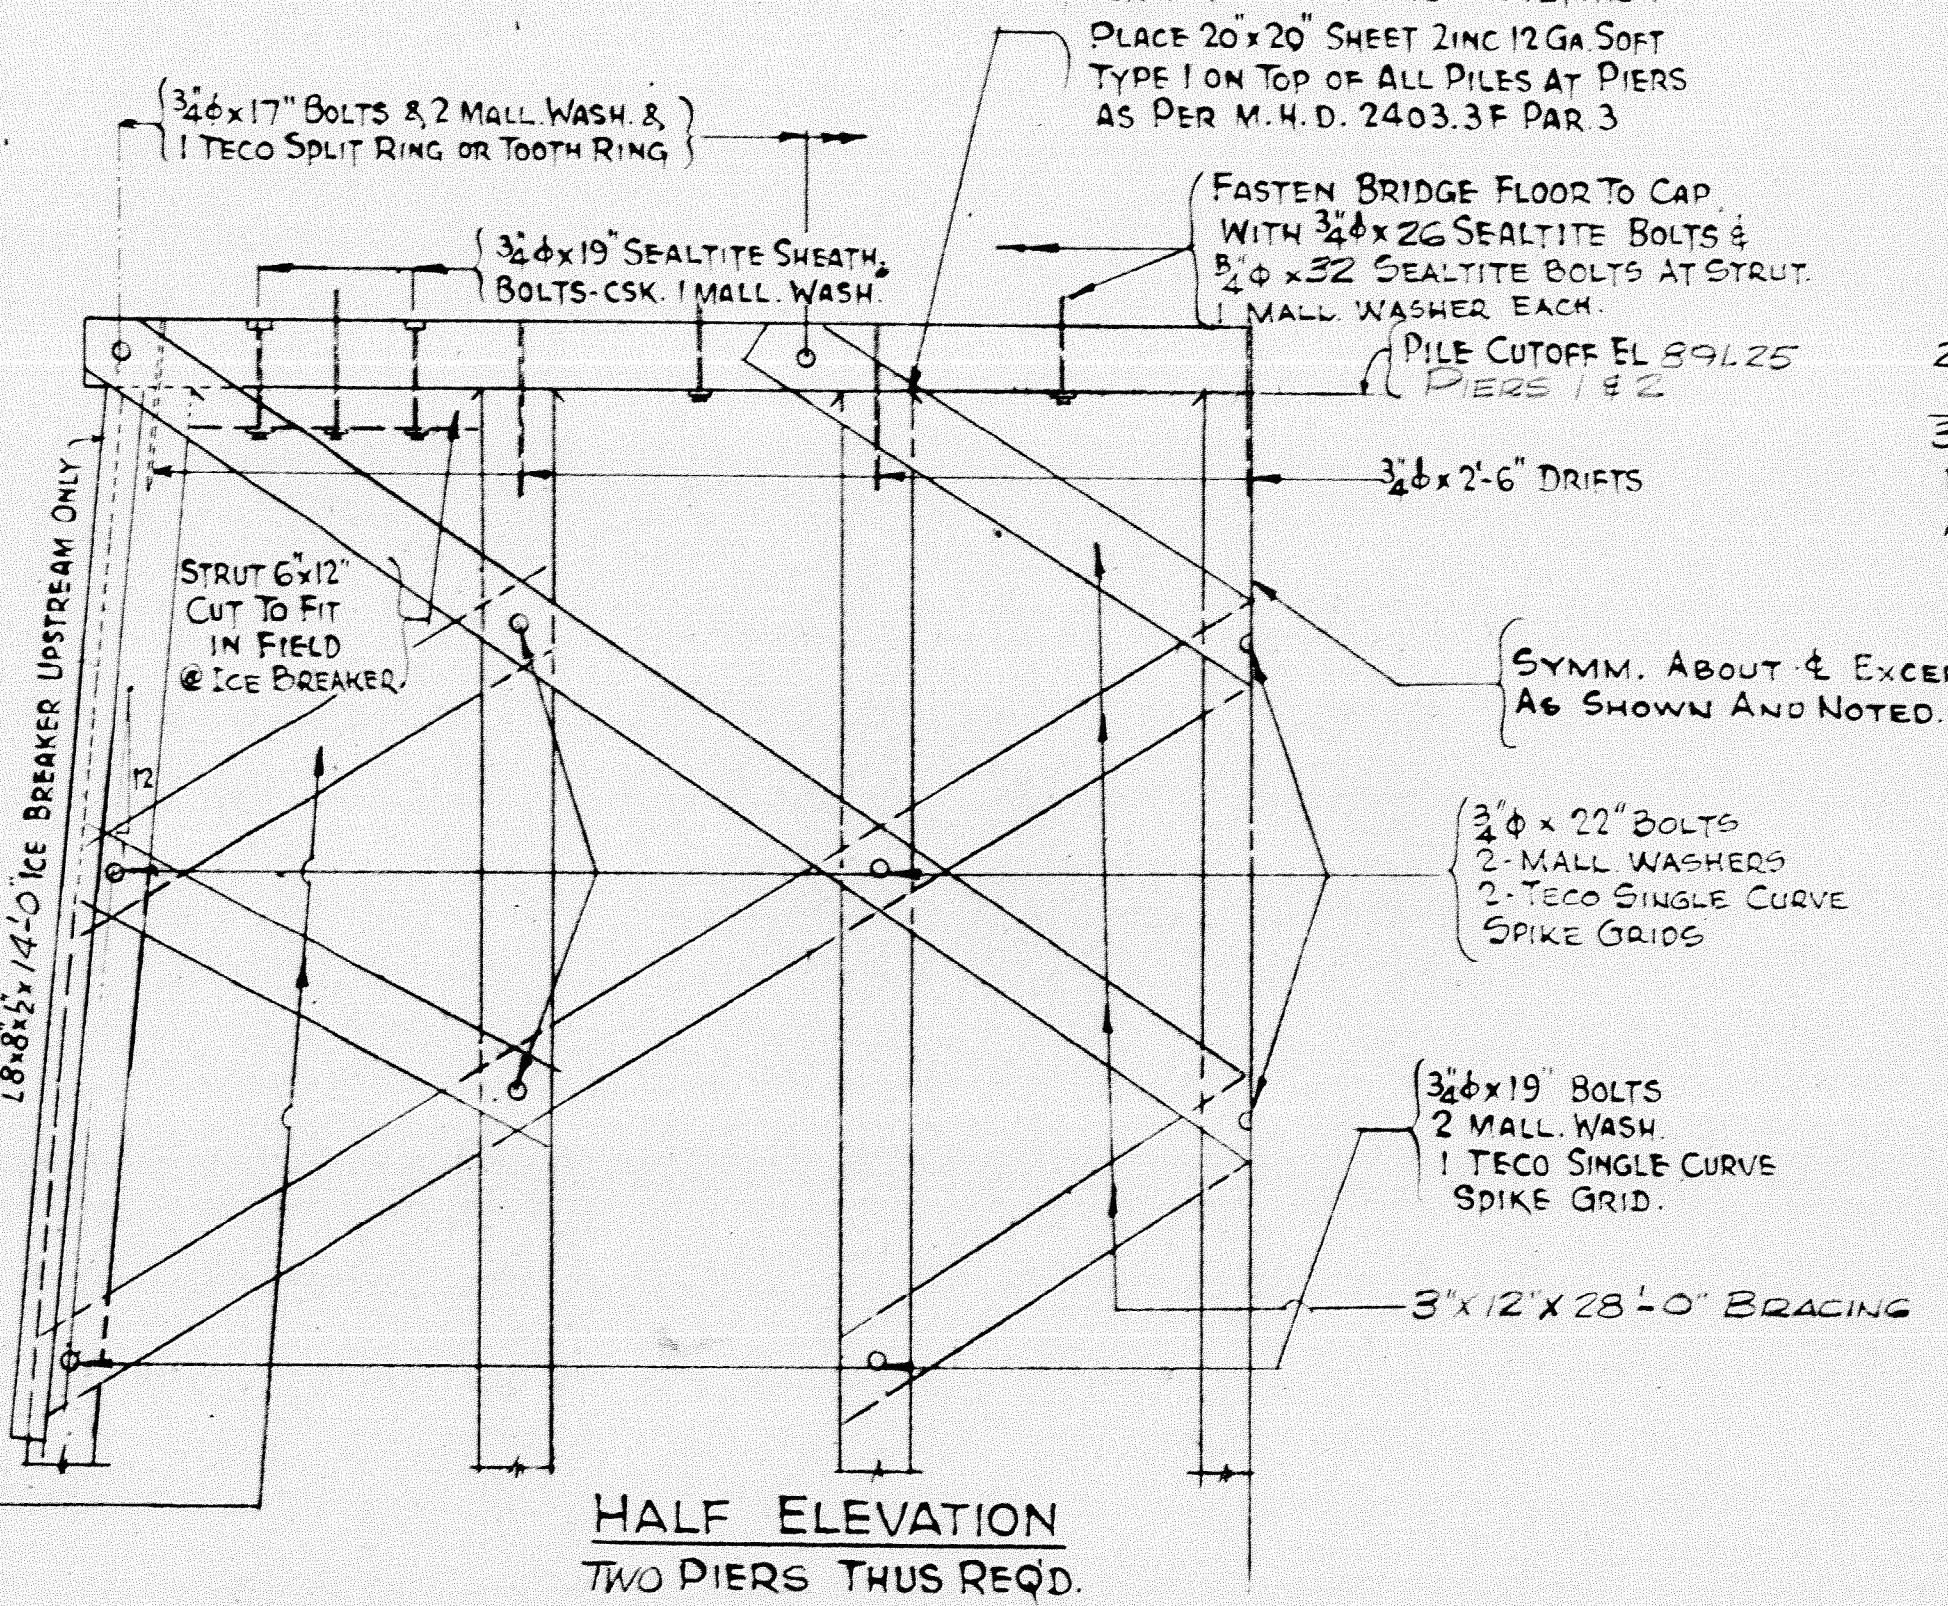 PLACE 20"x20" SHEET ZINC 12 GA. SOFT
TYPE 1 ON TOP OF ALL PILES AT PIERS
AS PER M.H.D. 2403.3F PAR. 3
3/4"ϕ x 17" BOLTS & 2 MALL. WASH. &
1 TECO SPLIT RING OR TOOTH RING
FASTEN BRIDGE FLOOR TO CAP
WITH 3/4"ϕ x 26 SEALTITE BOLTS &
3/4"ϕ x 32 SEALTITE BOLTS AT STRUT.
1 MALL. WASHER EACH.
3/4"ϕ x 19" SEALTITE SHEATH.
BOLTS-CSK. 1 MALL. WASH.
PILE CUTOFF EL 891.25
PIERS 1 & 2
3/4"ϕ x 2'-6" DRIFTS
STRUT 6"x12"
CUT TO FIT
IN FIELD
@ ICE BREAKER.
L8x8x½"x14'-0" ICE BREAKER UPSTREAM ONLY
12
SYMM. ABOUT ℄
AS SHOWN AND NOTED.
3/4"ϕ x 22" BOLTS
2-MALL WASHERS
2-TECO SINGLE CURVE
SPIKE GRIDS
3/4"ϕ x 19" BOLTS
2 MALL. WASH.
1 TECO SINGLE CURVE
SPIKE GRID.
3"x12"x28'-0" BRACING
HALF ELEVATION
TWO PIERS THUS REQ'D.